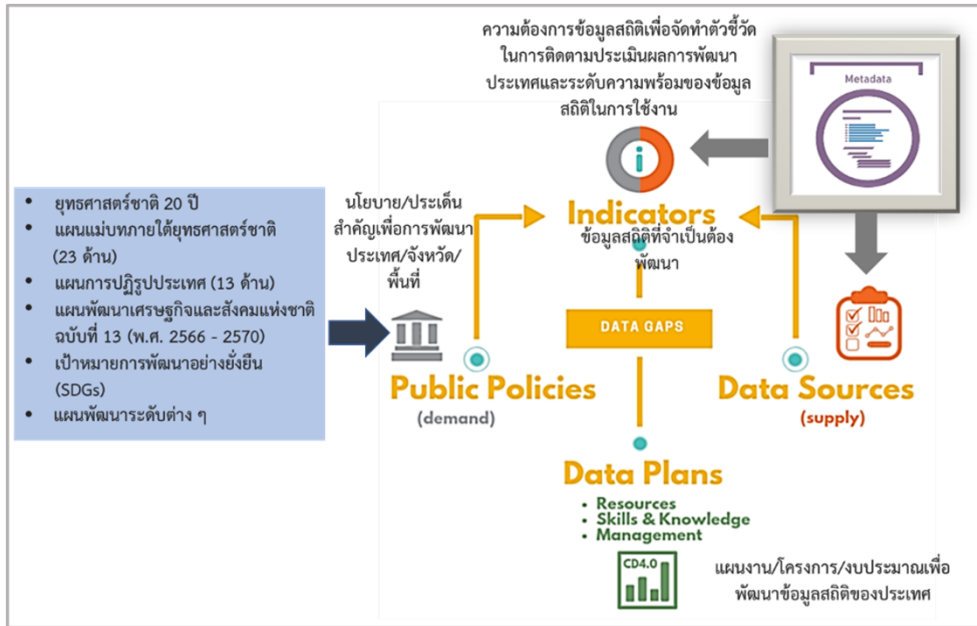 ความต้องการข้อมูลสถิติเพื่อจัดทำตัวชี้วัด
ในการติดตามประเมินผลการพัฒนา
ประเทศและระดับความพร้อมของข้อมูล
สถิติในการใช้งาน
Metadata
i
Indicators
ข้อมูลสถิติที่จำเป็นต้อง
พัฒนา
• ยุทธศาสตร์ชาติ 20 ปี
• แผนแม่บทภายใต้ยุทธศาสตร์ชาติ
(23 ด้าน)
• แผนการปฏิรูปประเทศ (13 ด้าน)
• แผนพัฒนาเศรษฐกิจและสังคมแห่งชาติ
ฉบับที่ 13 (พ.ศ. 2566 - 2570)
• เป้าหมายการพัฒนาอย่างยั่งยืน
(SDGs)
• แผนพัฒนาระดับต่าง ๆ
นโยบาย/ประเด็น
สำคัญเพื่อการพัฒนา
ประเทศ/จังหวัด/
พื้นที่
DATA GAPS
Public Policies
(demand)
Data Sources
(supply)
Data Plans
• Resources
• Skills & Knowledge
• Management
CD4.0
แผนงาน/โครงการ/งบประมาณเพื่อ
พัฒนาข้อมูลสถิติของประเทศ